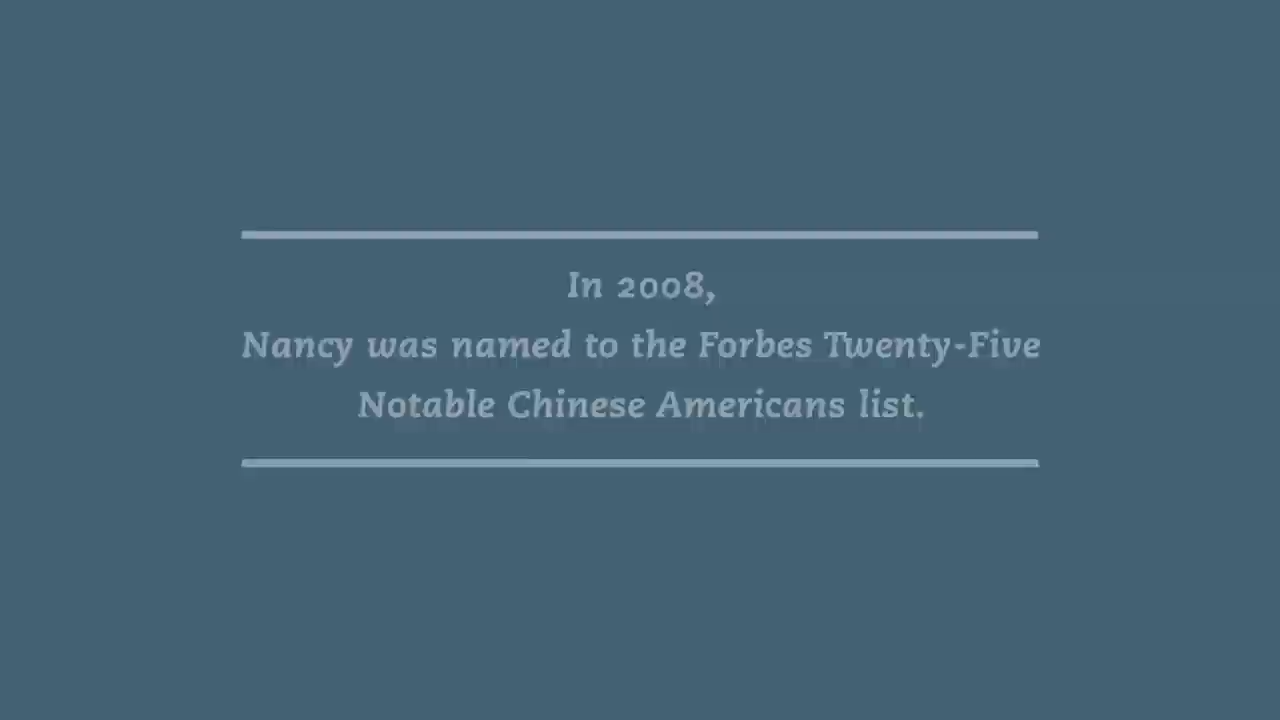 In 2008,
Nancy was named to the Forbes Twenty-Five
Notable Chinese Americans list.